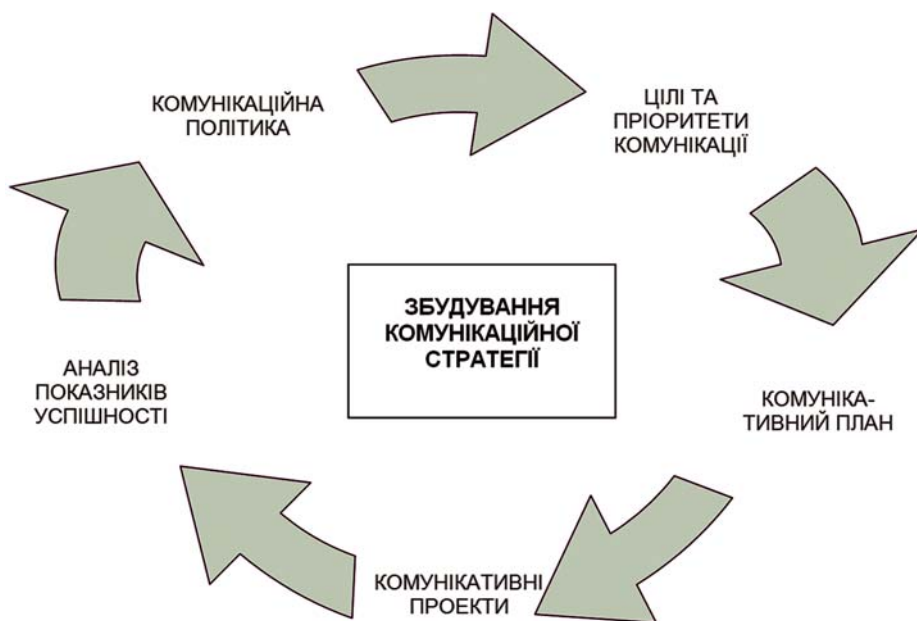 КОМУНІКАЦІЙНА
ПОЛІТИКА
ЦІЛІ ТА
ПРІОРИТЕТИ
КОМУНІКАЦІЇ
ЗБУДУВАННЯ
КОМУНІКАЦІЙНОЇ
СТРАТЕГІЇ
АНАЛІЗ
ПОКАЗНИКІВ
УСПІШНОСТІ
КОМУНІКА-
ТИВНИЙ ПЛАН
КОМУНІКАТИВНІ
ПРОЕКТИ